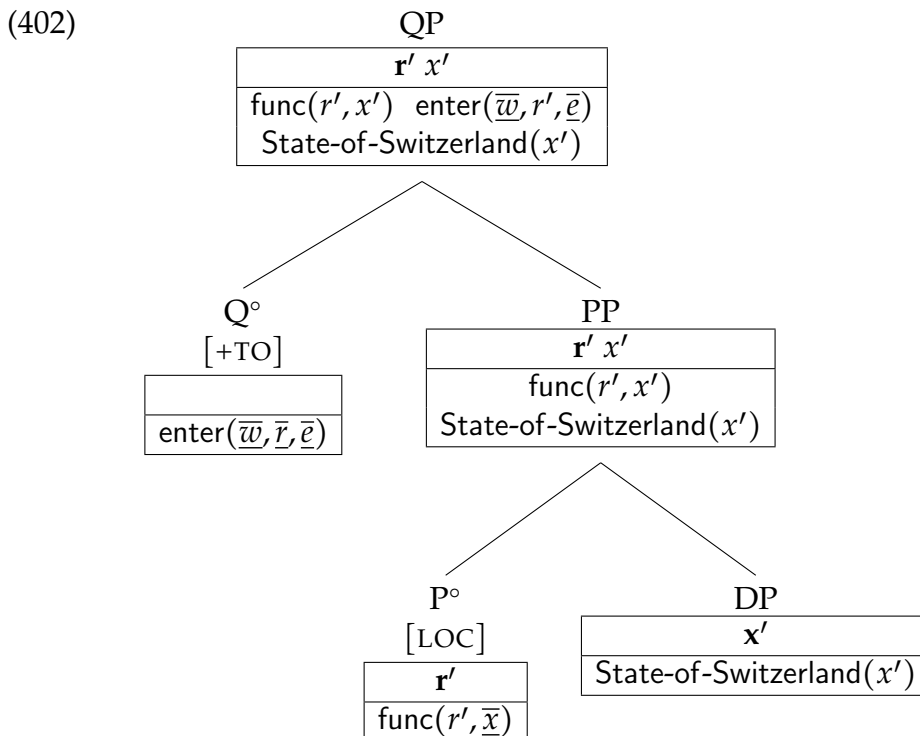 (402)
QP
𝐫′ x′
func(r′, x′) enter(w̲̅, r′, e̲̅)
State-of-Switzerland(x′)
Q° PP
[+TO] 𝐫′ x′
func(r′, x′)
enter(w̲̅, r̲̅, e̲̅) State-of-Switzerland(x′)
P° DP
[LOC] 𝐱′
𝐫′ State-of-Switzerland(x′)
func(r′, x̲̅)